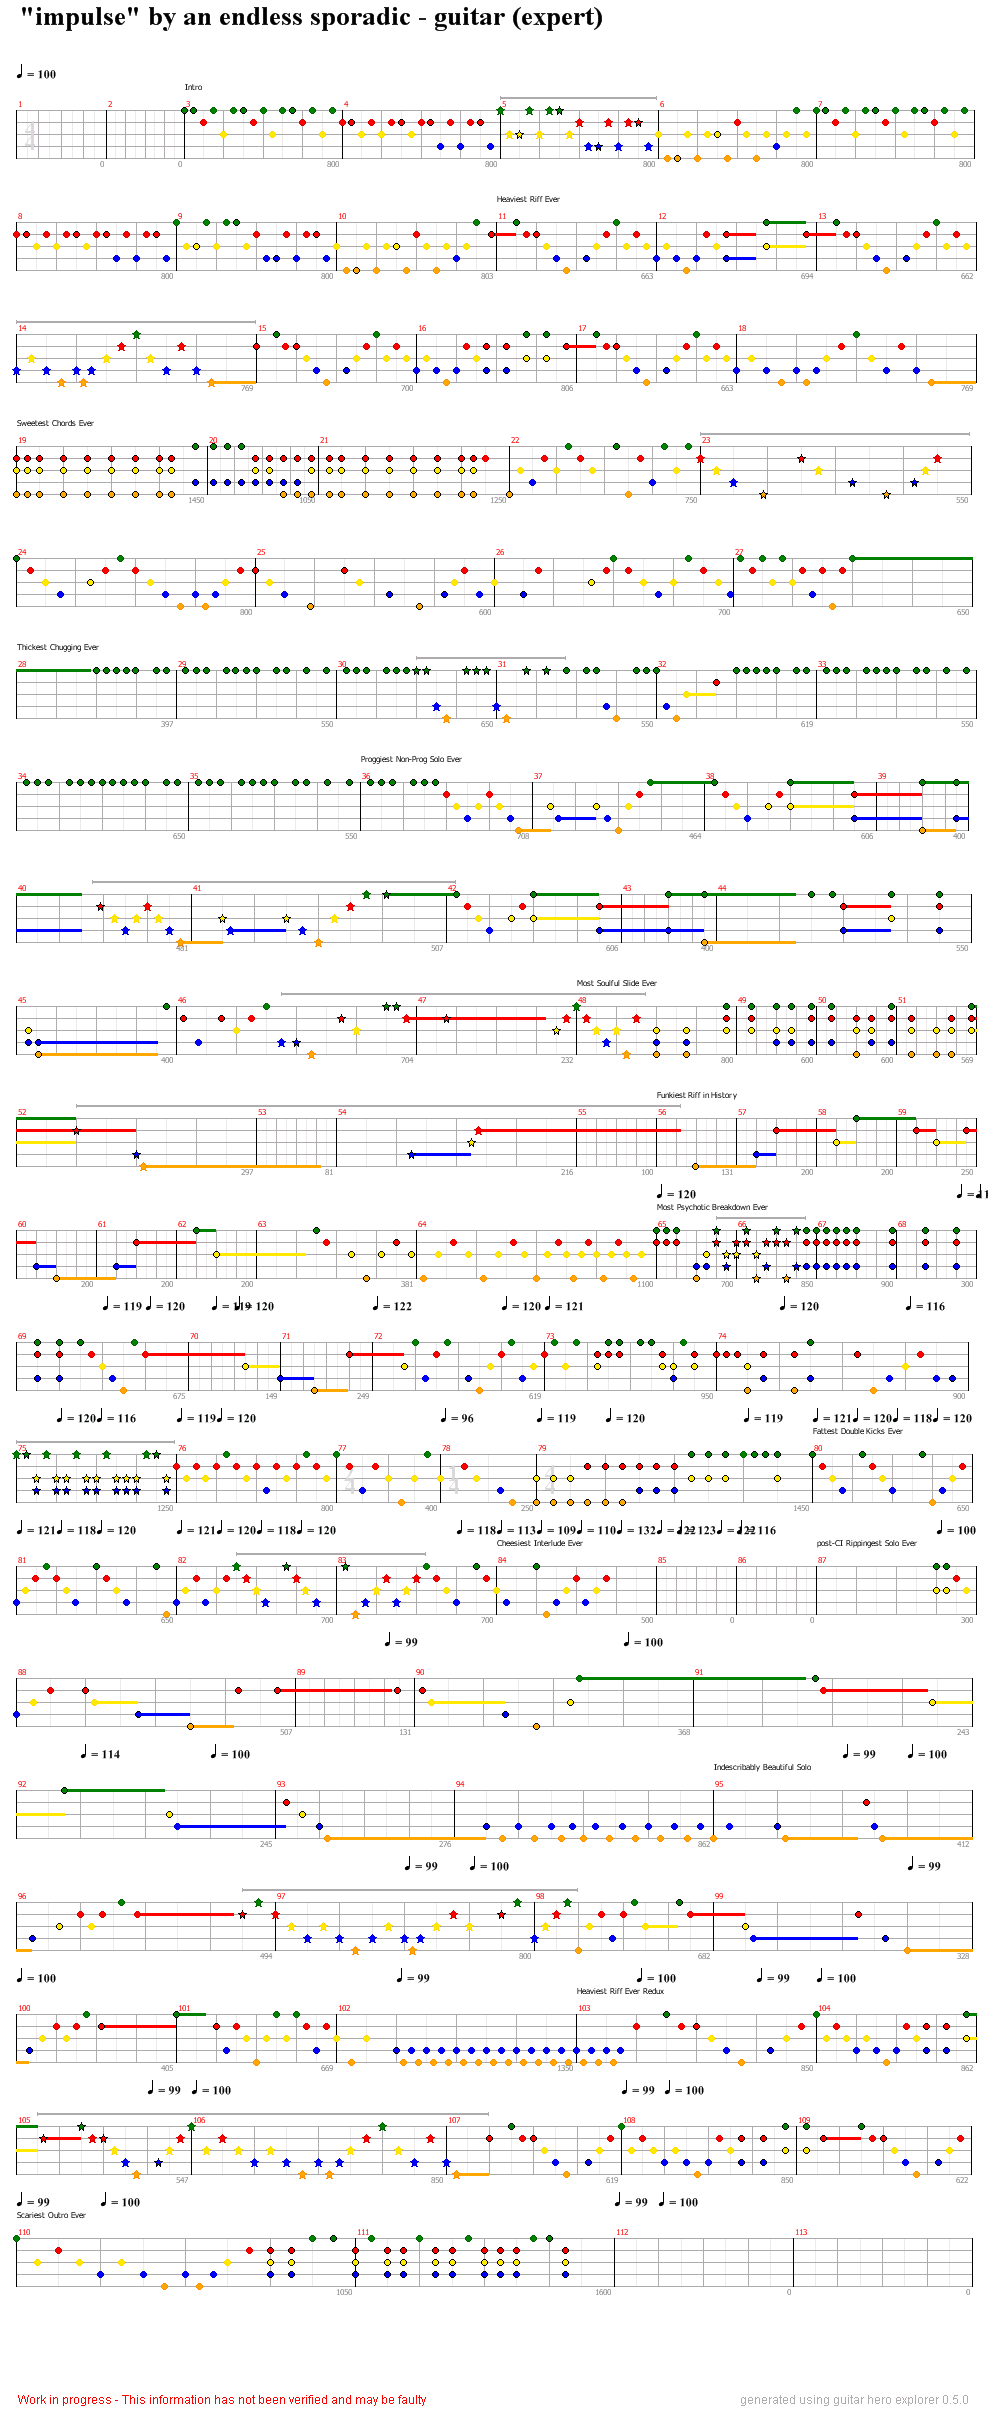 "impulse" by an endless sporadic - guitar (expert)
= 100
Intro
1 2 3 4 5 6 7
0 0 800 800 800 800 800
Heaviest Riff Ever
8 9 10 11 12 13
800 800 803 663 694 662
14 15 16 17 18
769 700 806 663 769
Sweetest Chords Ever
19 20 21 22 23
1450 1050 1250 750 550
24 25 26 27
800 600 700 650
Thickest Chugging Ever
28 29 30 31 32 33
397 550 650 550 619 550
Proggiest Non-Prog Solo Ever
34 35 36 37 38 39
650 550 708 464 606 400
40 41 42 43 44
431 507 606 400 550
Most Soulful Slide Ever
45 46 47 48 49 50 51
400 704 232 800 600 600 569
Funkiest Riff in History
52 53 54 55 56 57 58 59
297 81 216 100 131 200 200 250
= 120
Most Psychotic Breakdown Ever
60 61 62 63 64 65 66 67 68
200 200 200 381 1100 700 850 900 300
= 119 = 120 = 119 = 120 = 122 = 120 = 121 = 120 = 116
69 70 71 72 73 74
675 149 249 619 950 900
= 120 = 116 = 119 = 120 = 96 = 119 = 120 = 119 = 121 = 120 = 118 = 120
Fattest Double Kicks Ever
75 76 77 78 79 80
1250 800 400 250 1450 650
= 121 = 118 = 120 = 121 = 120 = 118 = 120 = 118 = 113 = 109 = 110 = 132 = 122 = 123 = 122 = 116 = 100
Cheesiest Interlude Ever
post-CI Rippingest Solo Ever
81 82 83 84 85 86 87
650 700 700 500 0 0 300
= 99 = 100
88 89 90 91
507 131 368 243
= 114 = 100 = 99 = 100
Indescribably Beautiful Solo
92 93 94 95
245 276 862 412
= 99 = 100 = 99
96 97 98 99
494 800 682 328
= 100 = 99 = 100 = 99 = 100
Heaviest Riff Ever Redux
100 101 102 103 104
405 669 1350 850 862
= 99 = 100 = 99 = 100
105 106 107 108 109
547 850 619 850 622
= 99 = 100 = 99 = 100
Scariest Outro Ever
110 111 112 113
1050 1600 0 0
Work in progress - This information has not been verified and may be faulty
generated using guitar hero explorer 0.5.0